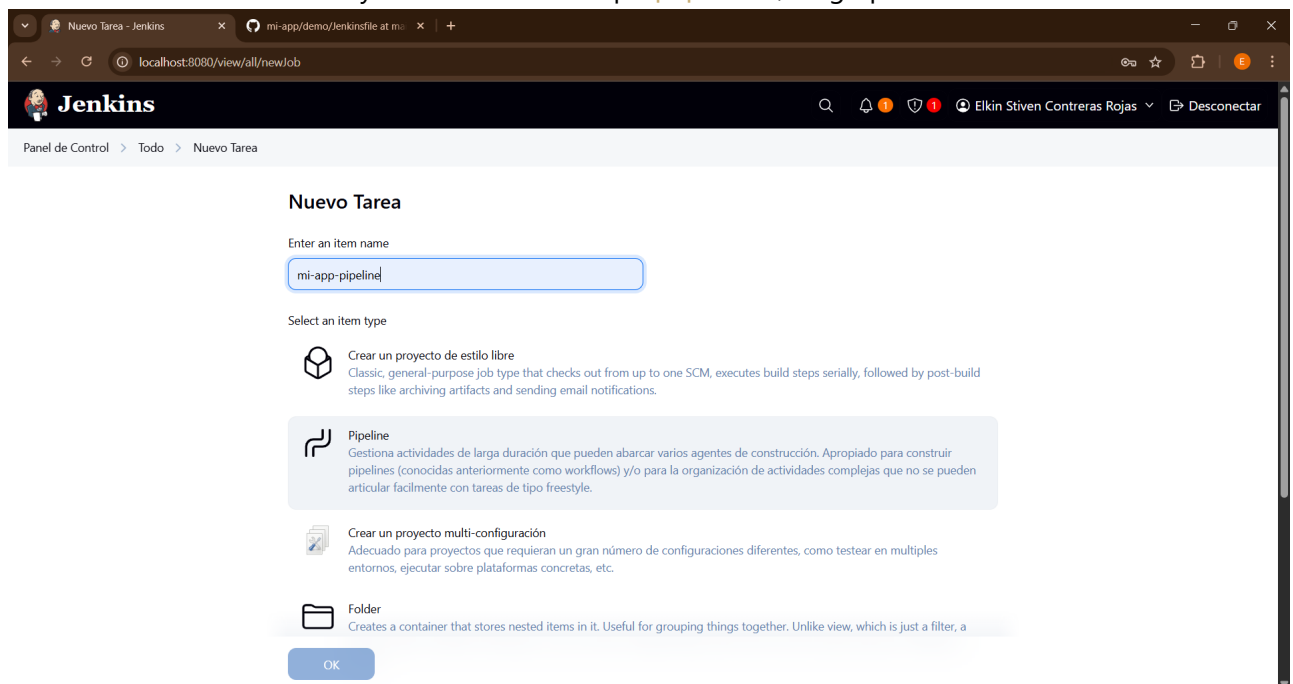 Nuevo Tarea - Jenkins
mi-app/demo/Jenkinsfile at ma
localhost:8080/view/all/newJob
E
Jenkins
1
1
Elkin Stiven Contreras Rojas
Desconectar
Panel de Control > Todo > Nuevo Tarea
Nuevo Tarea
Enter an item name
mi-app-pipeline
Select an item type
Crear un proyecto de estilo libre
Classic, general-purpose job type that checks out from up to one SCM, executes build steps serially, followed by post-build
steps like archiving artifacts and sending email notifications.
Pipeline
Gestiona actividades de larga duración que pueden abarcar varios agentes de construcción. Apropiado para construir
pipelines (conocidas anteriormente como workflows) y/o para la organización de actividades complejas que no se pueden
articular facilmente con tareas de tipo freestyle.
Crear un proyecto multi-configuración
Adecuado para proyectos que requieran un gran número de configuraciones diferentes, como testear en multiples
entornos, ejecutar sobre plataformas concretas, etc.
Folder
Creates a container that stores nested items in it. Useful for grouping things together. Unlike view, which is just a filter, a
OK